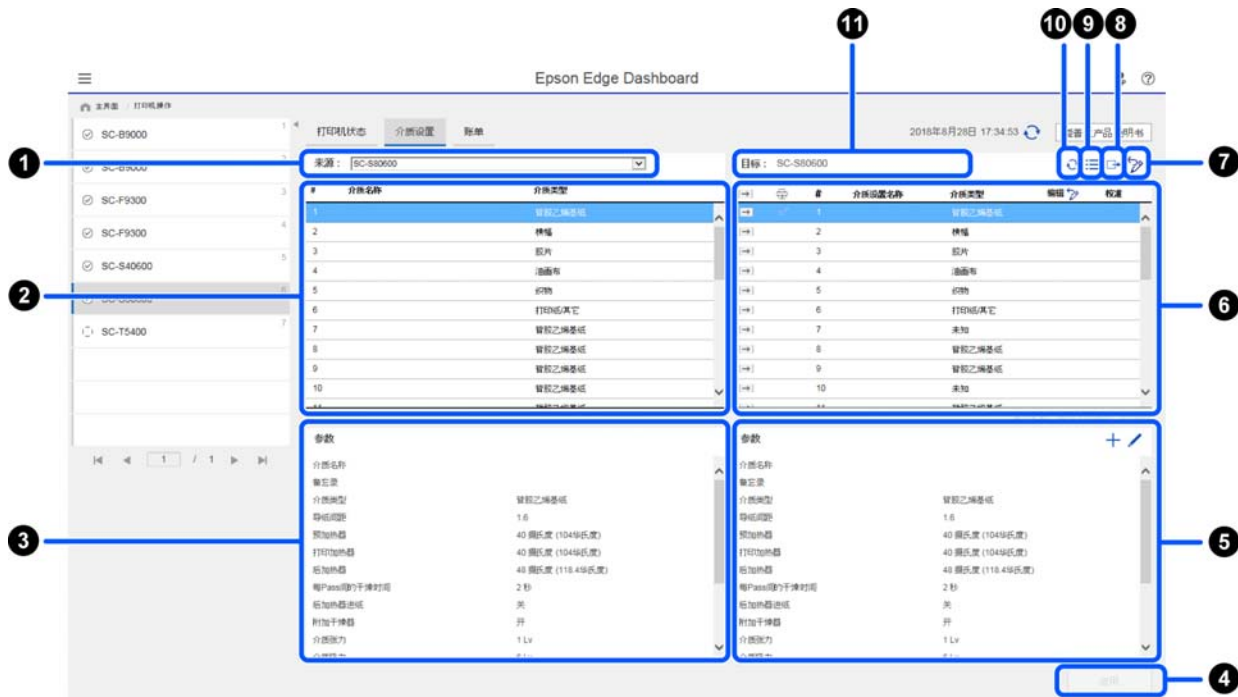 11 10 9 8
Epson Edge Dashboard
主界面 / 打印机操作
SC-B9000 1
打印机状态 介质设置 账单
2018年8月28日 17:34:53
1
来源： SC-S80600
目标： SC-S80600
7
SC-B9000
SC-F9300 3
SC-F9300 4
SC-S40600 5
6
SC-T5400 7
1 / 1
2
# 介质名称 介质类型
1 背胶乙烯基纸
2 横幅
3 胶片
4 油画布
5 织物
6 打印纸/其它
7 背胶乙烯基纸
8 背胶乙烯基纸
9 背胶乙烯基纸
10 背胶乙烯基纸
# 介质设置名称 介质类型 编辑 校准
1 背胶乙烯基纸
2 横幅
3 胶片
4 油画布
5 织物
6 打印纸/其它
7 未知
8 背胶乙烯基纸
9 背胶乙烯基纸
10 未知
6
3
参数
介质名称
备忘录
介质类型 背胶乙烯基纸
导纸间距 1.6
预加热器 40 摄氏度 (104华氏度)
打印加热器 40 摄氏度 (104华氏度)
后加热器 48 摄氏度 (118.4华氏度)
每Pass间的干燥时间 2 秒
后加热器进纸 关
附加干燥器 开
介质张力 1 Lv
参数
介质名称
备忘录
介质类型 背胶乙烯基纸
导纸间距 1.6
预加热器 40 摄氏度 (104华氏度)
打印加热器 40 摄氏度 (104华氏度)
后加热器 48 摄氏度 (118.4华氏度)
每Pass间的干燥时间 2 秒
后加热器进纸 关
附加干燥器 开
介质张力 1 Lv
5
4